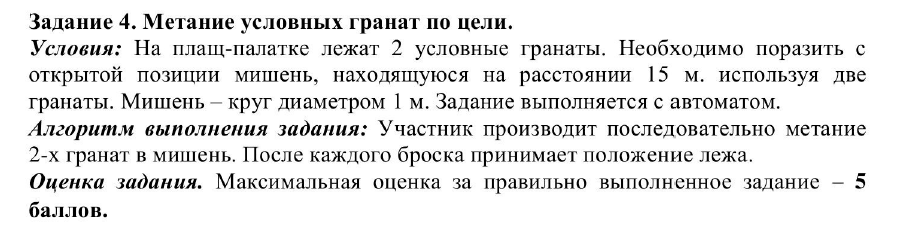 Задание 4. Метание условных гранат по цели.
Условия: На плащ-палатке лежат 2 условные гранаты. Необходимо поразить с
открытой позиции мишень, находящуюся на расстоянии 15 м. используя две
гранаты. Мишень – круг диаметром 1 м. Задание выполняется с автоматом.
Алгоритм выполнения задания: Участник производит последовательно метание
2-х гранат в мишень. После каждого броска принимает положение лежа.
Оценка задания. Максимальная оценка за правильно выполненное задание – 5
баллов.